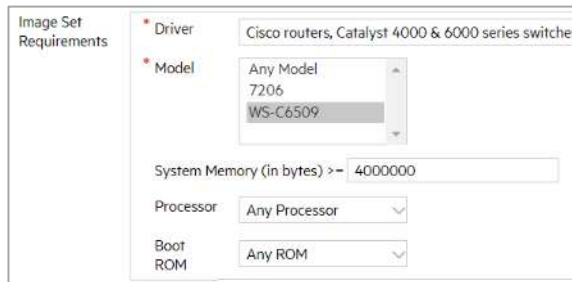 Image Set
Requirements
* Driver
Cisco routers, Catalyst 4000 & 6000 series switche
* Model
Any Model
7206
WS-C6509
System Memory (in bytes) >= 4000000
Processor
Any Processor
Boot
ROM
Any ROM